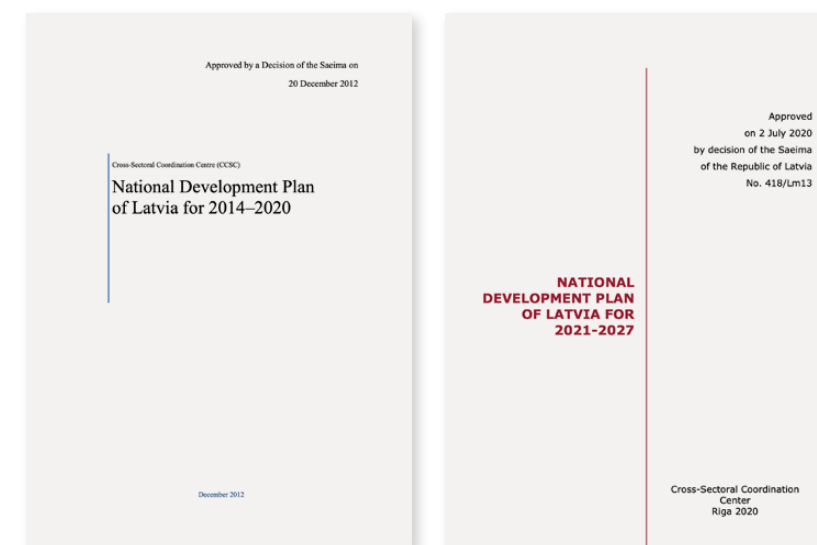 Approved by a Decision of the Saeima on
20 December 2012
Cross-Sectoral Coordination Centre (CCSC)
National Development Plan
of Latvia for 2014–2020
December 2012
Approved
on 2 July 2020
by decision of the Saeima
of the Republic of Latvia
No. 418/Lm13
NATIONAL
DEVELOPMENT PLAN
OF LATVIA FOR
2021-2027
Cross-Sectoral Coordination
Center
Riga 2020